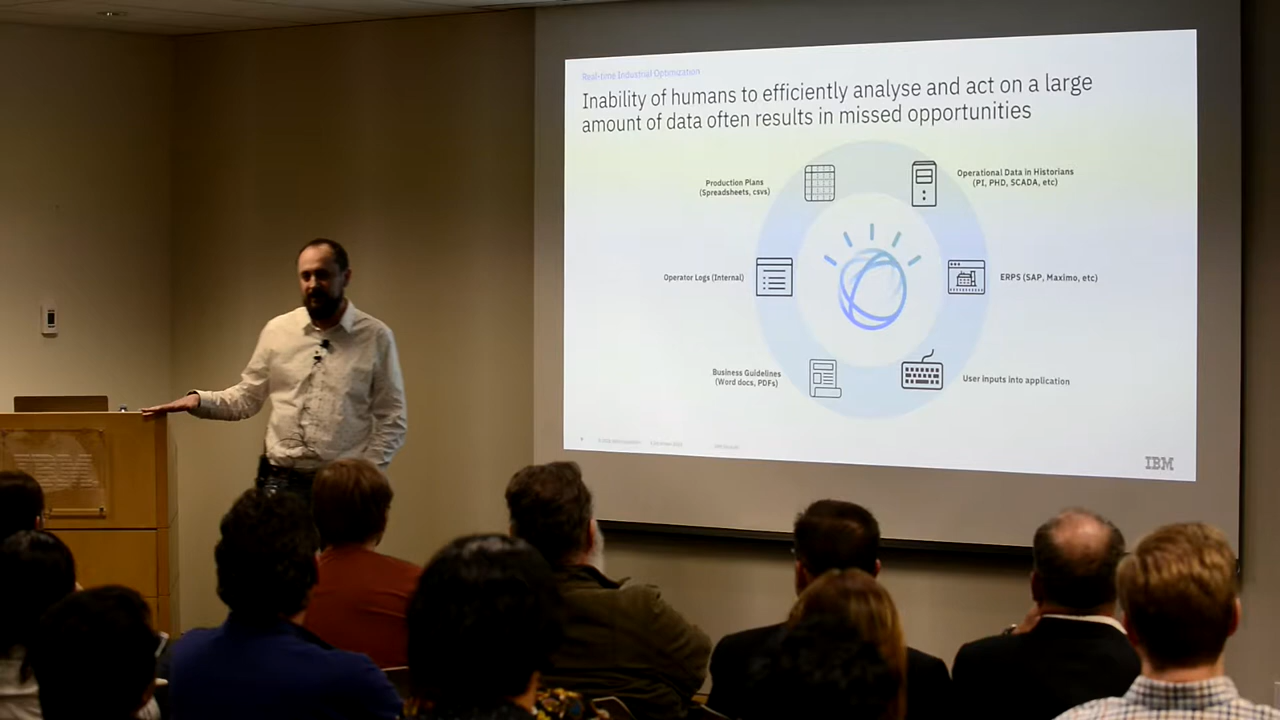 Real-time Industrial Optimization
Inability of humans to efficiently analyse and act on a large
amount of data often results in missed opportunities
Production Plans
(Spreadsheets, csvs)
Operational Data in Historians
(PI, PHD, SCADA, etc)
Operator Logs (Internal)
ERPS (SAP, Maximo, etc)
Business Guidelines
(Word docs, PDFs)
User inputs into application
IBM